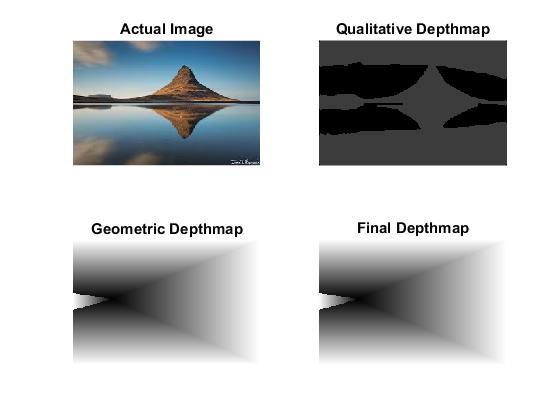 Actual Image
Qualitative Depthmap
Geometric Depthmap
Final Depthmap